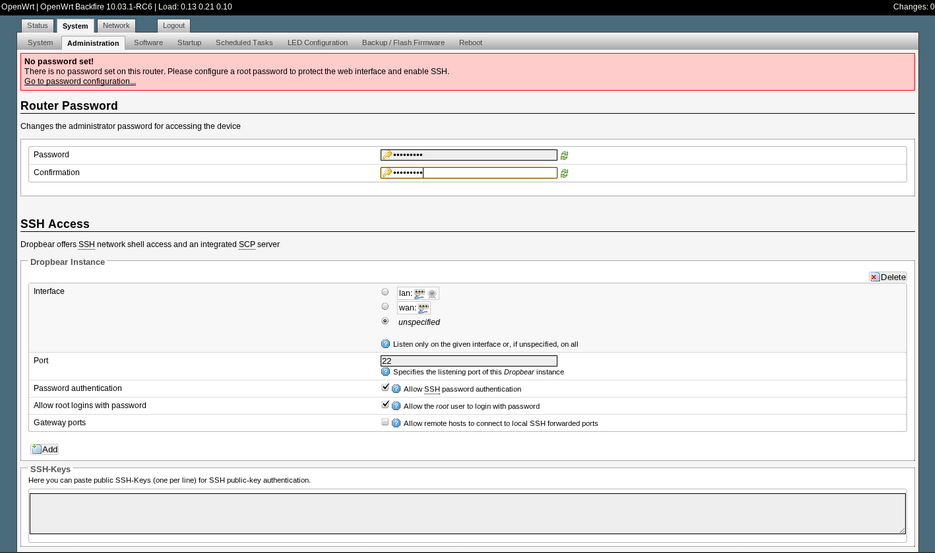 OpenWrt | OpenWrt Backfire 10.03.1-RC6 | Load: 0.13 0.21 0.10
Changes: 0
Status System Network Logout
System Administration Software Startup Scheduled Tasks LED Configuration Backup / Flash Firmware Reboot
No password set!
There is no password set on this router. Please configure a root password to protect the web interface and enable SSH.
Go to password configuration...
Router Password
Changes the administrator password for accessing the device
Password •••••••••
Confirmation •••••••••
SSH Access
Dropbear offers SSH network shell access and an integrated SCP server
Dropbear Instance
Delete
Interface lan:
wan:
unspecified
Listen only on the given interface or, if unspecified, on all
Port 22
Specifies the listening port of this Dropbear instance
Password authentication Allow SSH password authentication
Allow root logins with password Allow the root user to login with password
Gateway ports Allow remote hosts to connect to local SSH forwarded ports
Add
SSH-Keys
Here you can paste public SSH-Keys (one per line) for SSH public-key authentication.